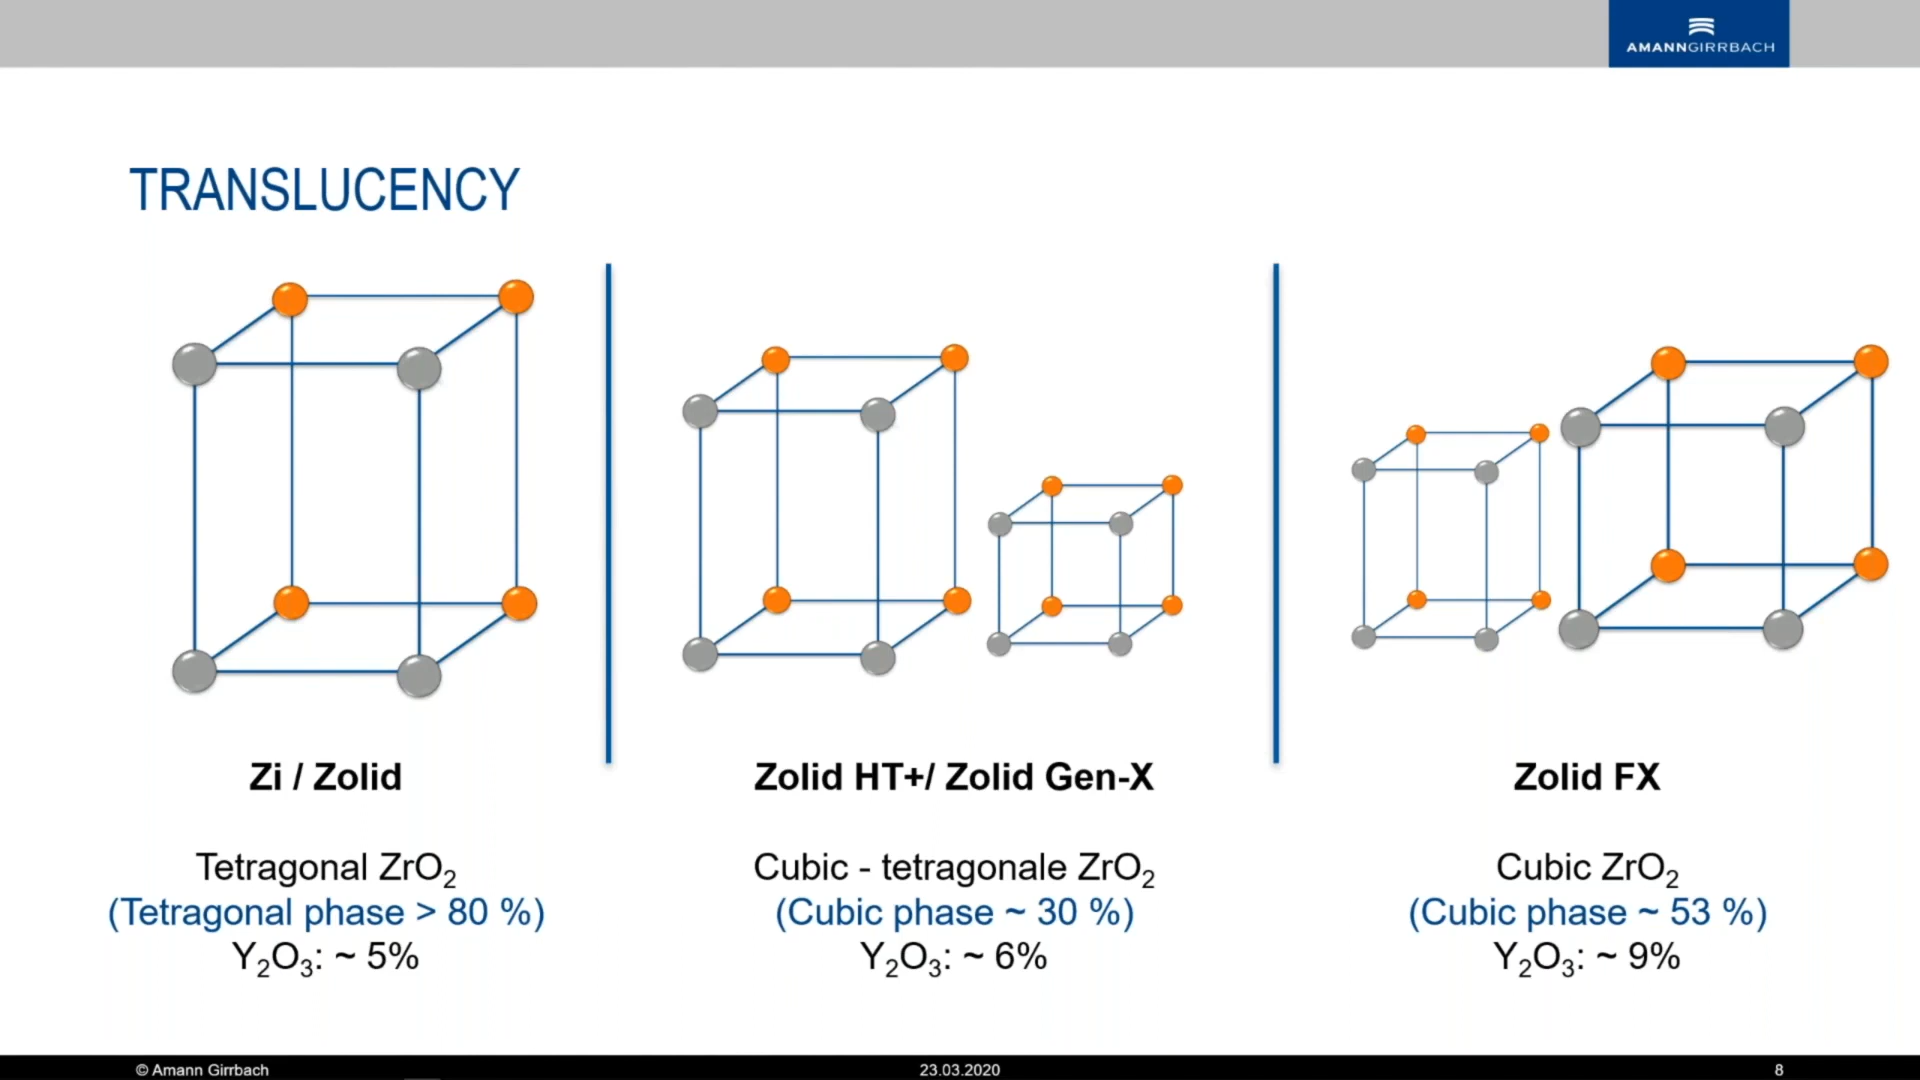 AMANNGIRRBACH
TRANSLUCENCY
Zi / Zolid
Tetragonal ZrO₂
(Tetragonal phase > 80 %)
Y₂O₃: ~ 5%
Zolid HT+/ Zolid Gen-X
Cubic - tetragonale ZrO₂
(Cubic phase ~ 30 %)
Y₂O₃: ~ 6%
Zolid FX
Cubic ZrO₂
(Cubic phase ~ 53 %)
Y₂O₃: ~ 9%
© Amann Girrbach
23.03.2020
8